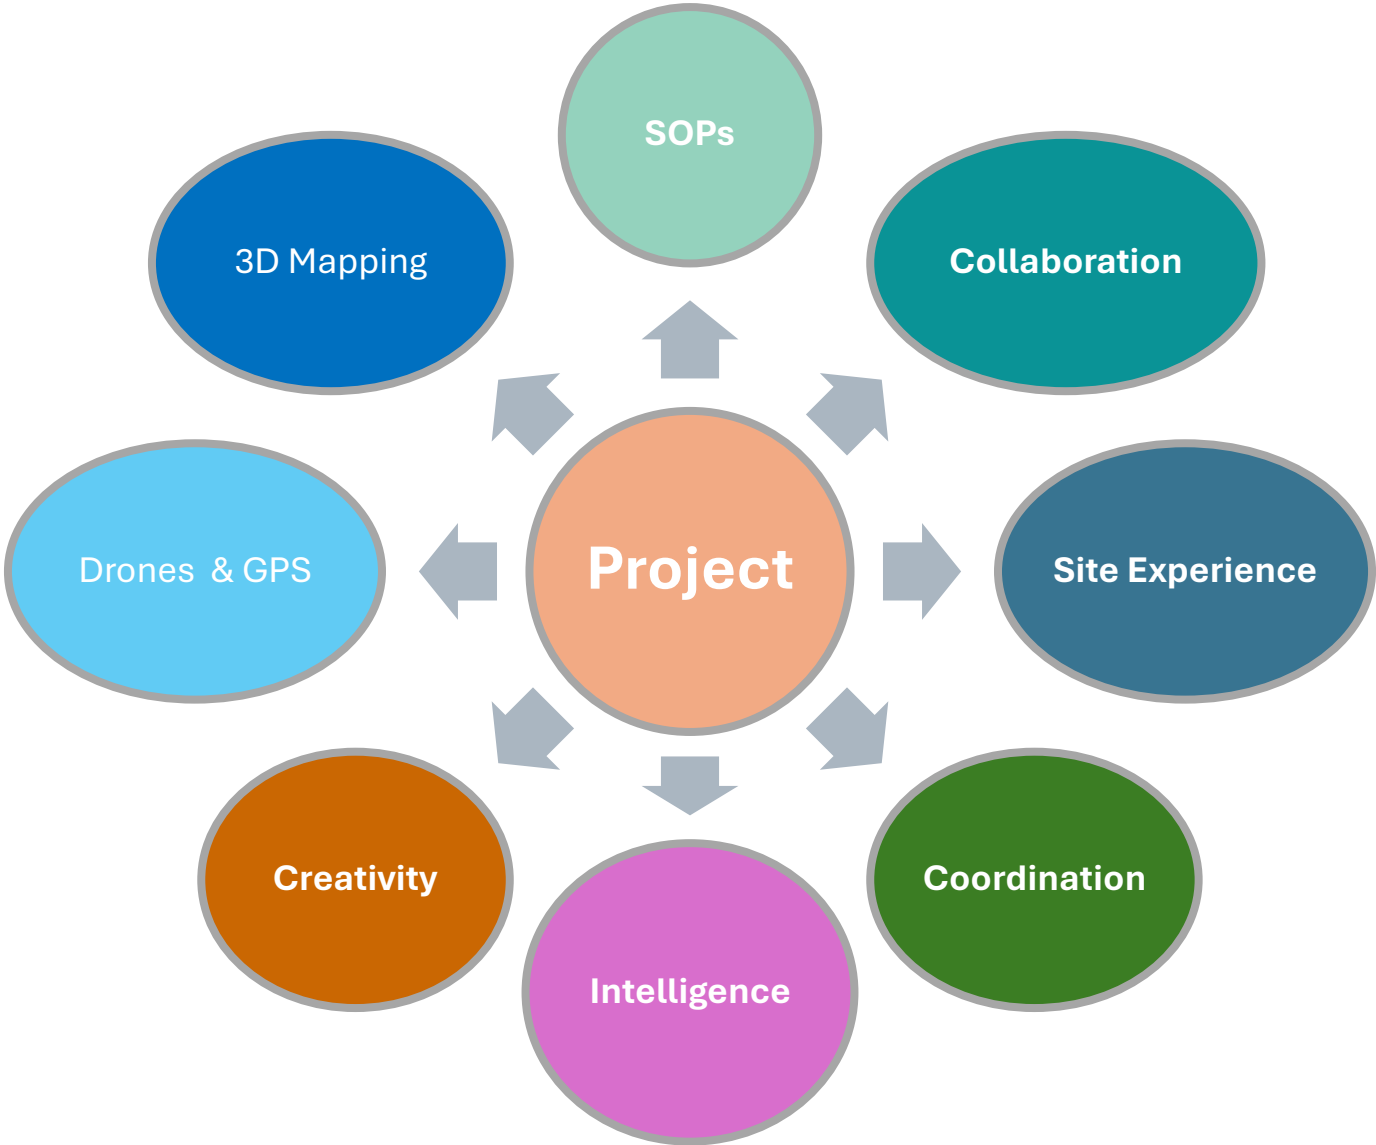 SOPs
3D Mapping
Collaboration
Drones & GPS
Project
Site Experience
Creativity
Coordination
Intelligence